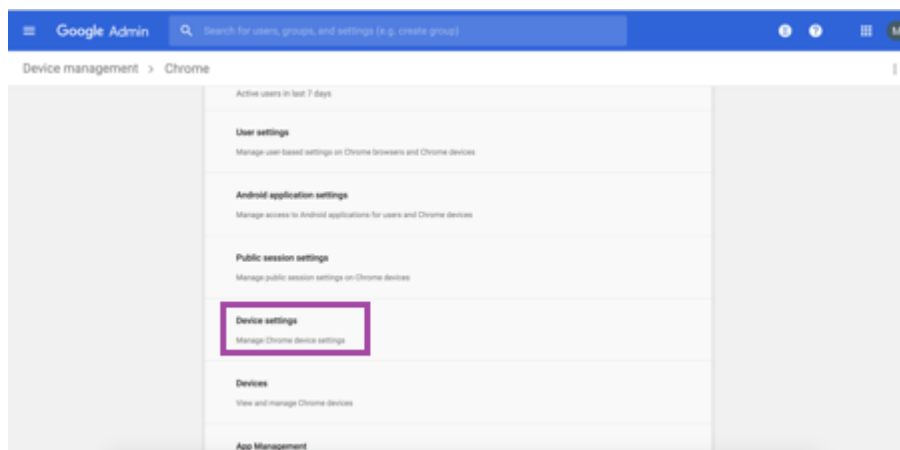 Google Admin
Search for users, groups, and settings (e.g. create group)
Device management > Chrome
Active users in last 7 days
User settings
Manage user-based settings on Chrome browsers and Chrome devices
Android application settings
Manage access to Android applications for users and Chrome devices
Public session settings
Manage public session settings on Chrome devices
Device settings
Manage Chrome device settings
Devices
View and manage Chrome devices
App Management